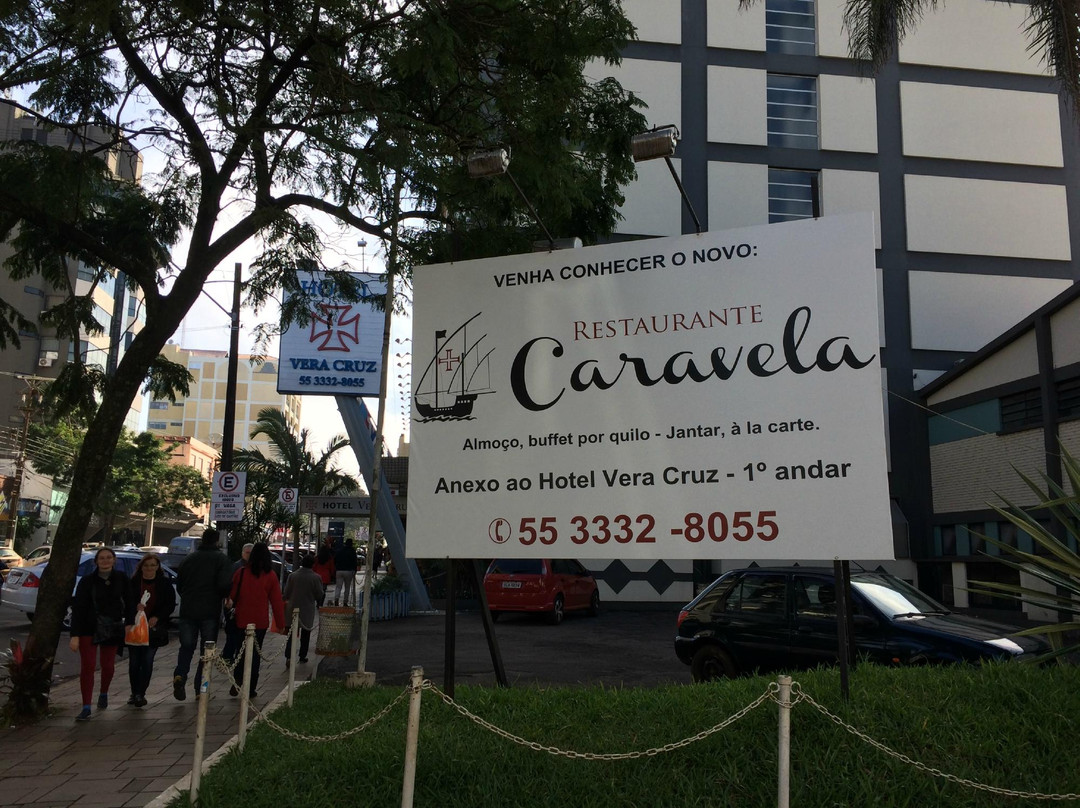 VENHA CONHECER O NOVO:
RESTAURANTE
Caravela
Almoço, buffet por quilo - Jantar, à la carte.
Anexo ao Hotel Vera Cruz - 1º andar
55 3332 -8055
HOTEL
VERA CRUZ
55 3332-8055
E
HOTEL
E